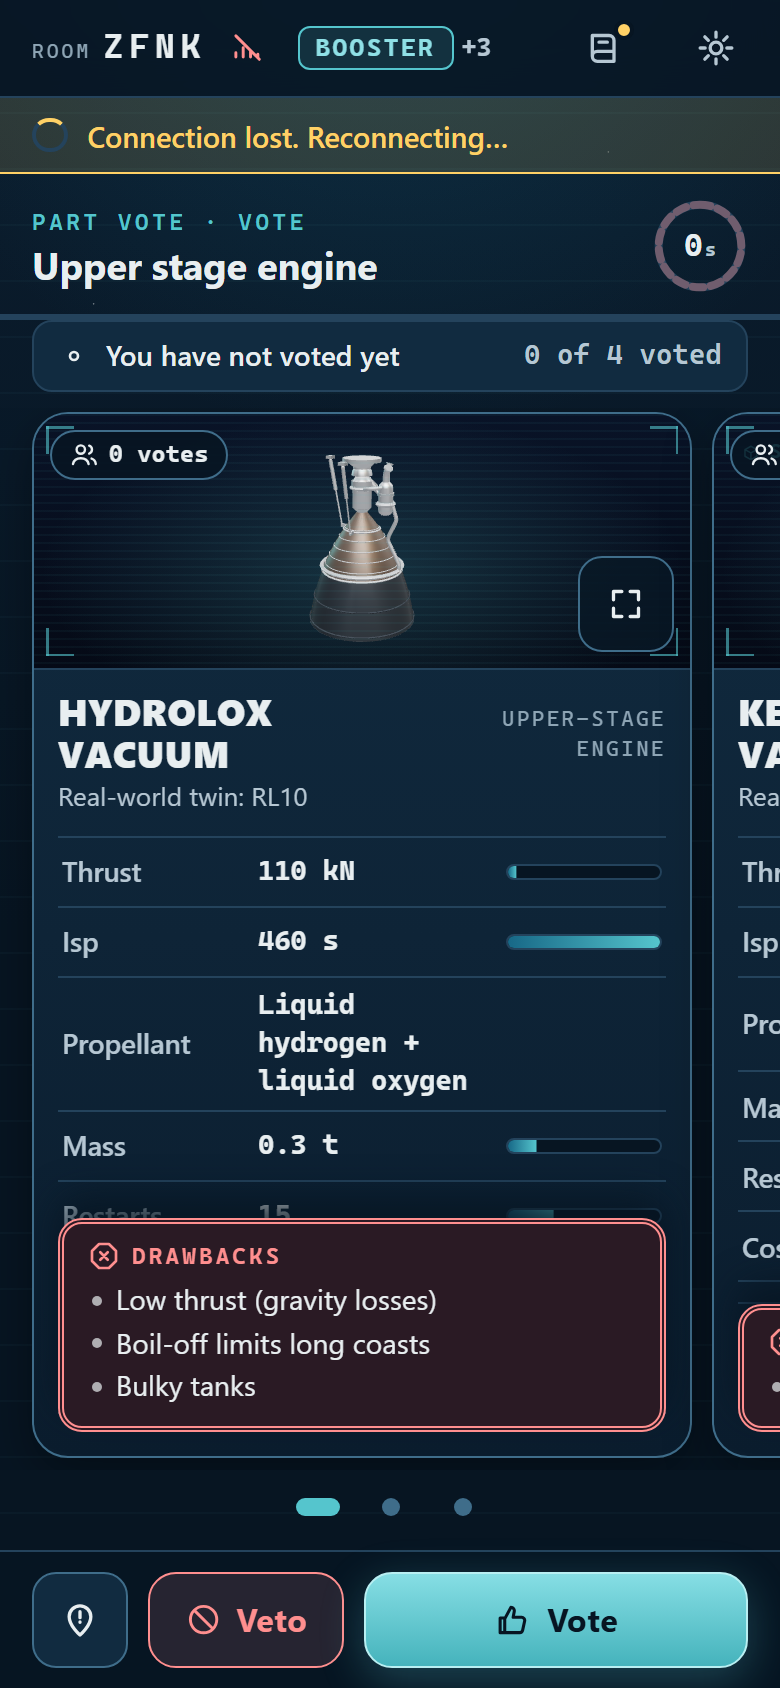 ROOM ZFNK BOOSTER +3
Connection lost. Reconnecting...
PART VOTE · VOTE
Upper stage engine
0s
You have not voted yet 0 of 4 voted
0 votes
HYDROLOX
VACUUM
UPPER-STAGE
ENGINE
Real-world twin: RL10
Thrust 110 kN
Isp 460 s
Propellant Liquid
hydrogen +
liquid oxygen
Mass 0.3 t
Restarts 15
DRAWBACKS
Low thrust (gravity losses)
Boil-off limits long coasts
Bulky tanks
KE
VA
Rea
Thr
Isp
Pro
Ma
Res
Cos
Veto
Vote